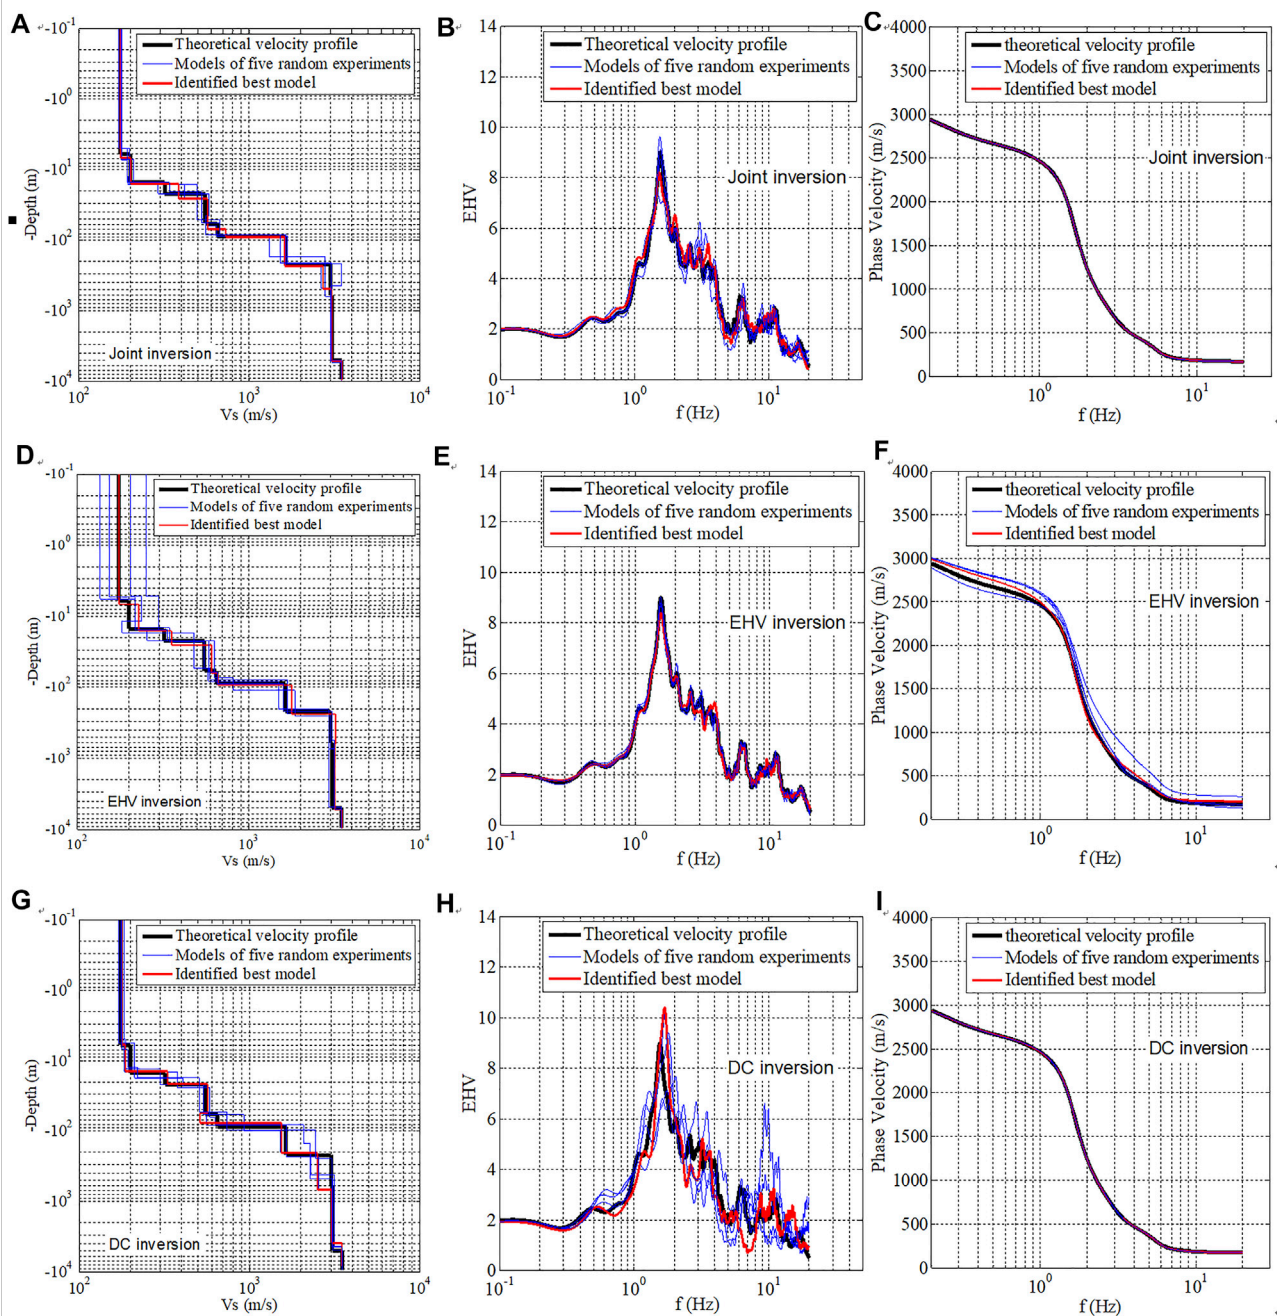 A
-10^-1
-10^0
-10^1
-10^2
-10^3
-10^4
-Depth (m)
Theoretical velocity profile
Models of five random experiments
Identified best model
Joint inversion
10^2
10^3
10^4
Vs (m/s)
B
14
12
10
8
6
4
2
0
EHV
Theoretical velocity profile
Models of five random experiments
Identified best model
Joint inversion
10^-1
10^0
10^1
f (Hz)
C
4000
3500
3000
2500
2000
1500
1000
500
0
Phase Velocity (m/s)
theoretical velocity profile
Models of five random experiments
Identified best model
Joint inversion
10^0
10^1
f (Hz)
D
-10^-1
-10^0
-10^1
-10^2
-10^3
-10^4
-Depth (m)
Theoretical velocity profile
Models of five random experiments
Identified best model
EHV inversion
10^2
10^3
10^4
Vs (m/s)
E
14
12
10
8
6
4
2
0
EHV
Theoretical velocity profile
Models of five random experiments
Identified best model
EHV inversion
10^-1
10^0
10^1
f (Hz)
F
4000
3500
3000
2500
2000
1500
1000
500
0
Phase Velocity (m/s)
theoretical velocity profile
Models of five random experiments
Identified best model
EHV inversion
10^0
10^1
f (Hz)
G
-10^-1
-10^0
-10^1
-10^2
-10^3
-10^4
-Depth (m)
Theoretical velocity profile
Models of five random experiments
Identified best model
DC inversion
10^2
10^3
10^4
Vs (m/s)
H
14
12
10
8
6
4
2
0
EHV
Theoretical velocity profile
Models of five random experiments
Identified best model
DC inversion
10^-1
10^0
10^1
f (Hz)
I
4000
3500
3000
2500
2000
1500
1000
500
0
Phase Velocity (m/s)
theoretical velocity profile
Models of five random experiments
Identified best model
DC inversion
10^0
10^1
f (Hz)